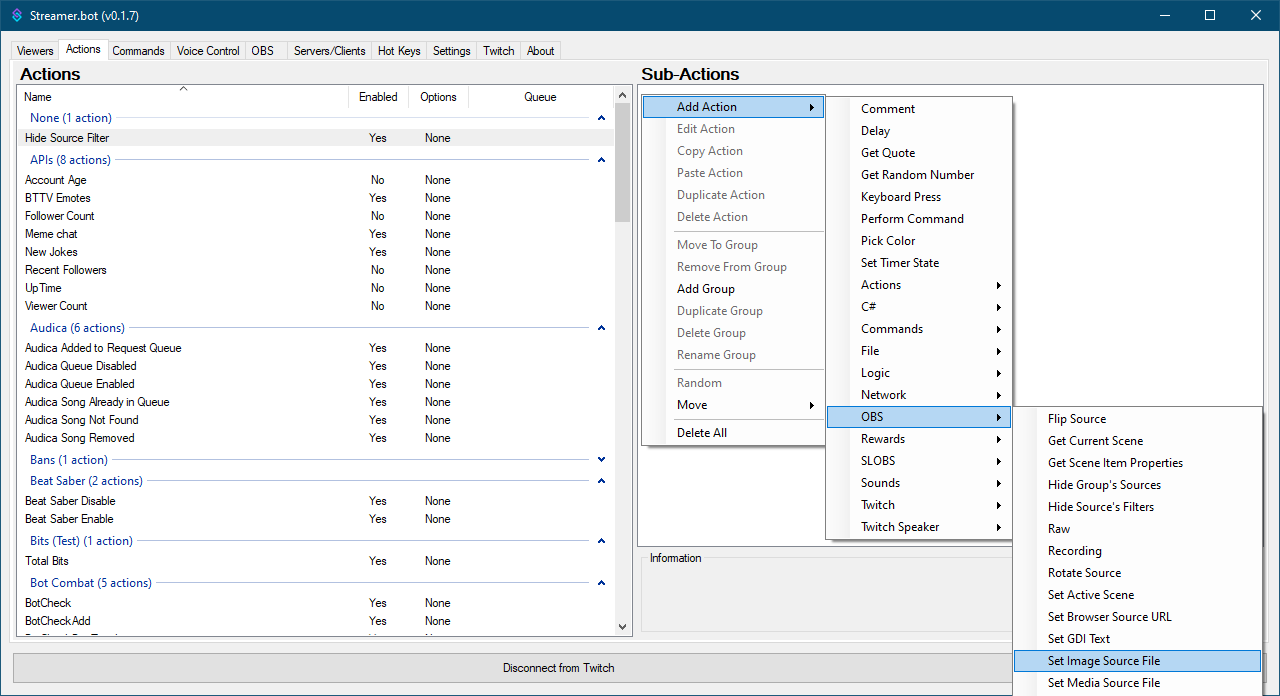 Streamer.bot (v0.1.7)
Viewers Actions Commands Voice Control OBS Servers/Clients Hot Keys Settings Twitch About
Actions
Name Enabled Options Queue
None (1 action)
Hide Source Filter Yes None
APIs (8 actions)
Account Age No None
BTTV Emotes Yes None
Follower Count No None
Meme chat Yes None
New Jokes Yes None
Recent Followers No None
UpTime No None
Viewer Count No None
Audica (6 actions)
Audica Added to Request Queue Yes None
Audica Queue Disabled Yes None
Audica Queue Enabled Yes None
Audica Song Already in Queue Yes None
Audica Song Not Found Yes None
Audica Song Removed Yes None
Bans (1 action)
Beat Saber (2 actions)
Beat Saber Disable Yes None
Beat Saber Enable Yes None
Bits (Test) (1 action)
Total Bits Yes None
Bot Combat (5 actions)
BotCheck Yes None
BotCheckAdd Yes None
Sub-Actions
Add Action
Edit Action
Copy Action
Paste Action
Duplicate Action
Delete Action
Move To Group
Remove From Group
Add Group
Duplicate Group
Delete Group
Rename Group
Random
Move
Delete All
Comment
Delay
Get Quote
Get Random Number
Keyboard Press
Perform Command
Pick Color
Set Timer State
Actions
C#
Commands
File
Logic
Network
OBS
Rewards
SLOBS
Sounds
Twitch
Twitch Speaker
Flip Source
Get Current Scene
Get Scene Item Properties
Hide Group's Sources
Hide Source's Filters
Raw
Recording
Rotate Source
Set Active Scene
Set Browser Source URL
Set GDI Text
Set Image Source File
Set Media Source File
Information
Disconnect from Twitch